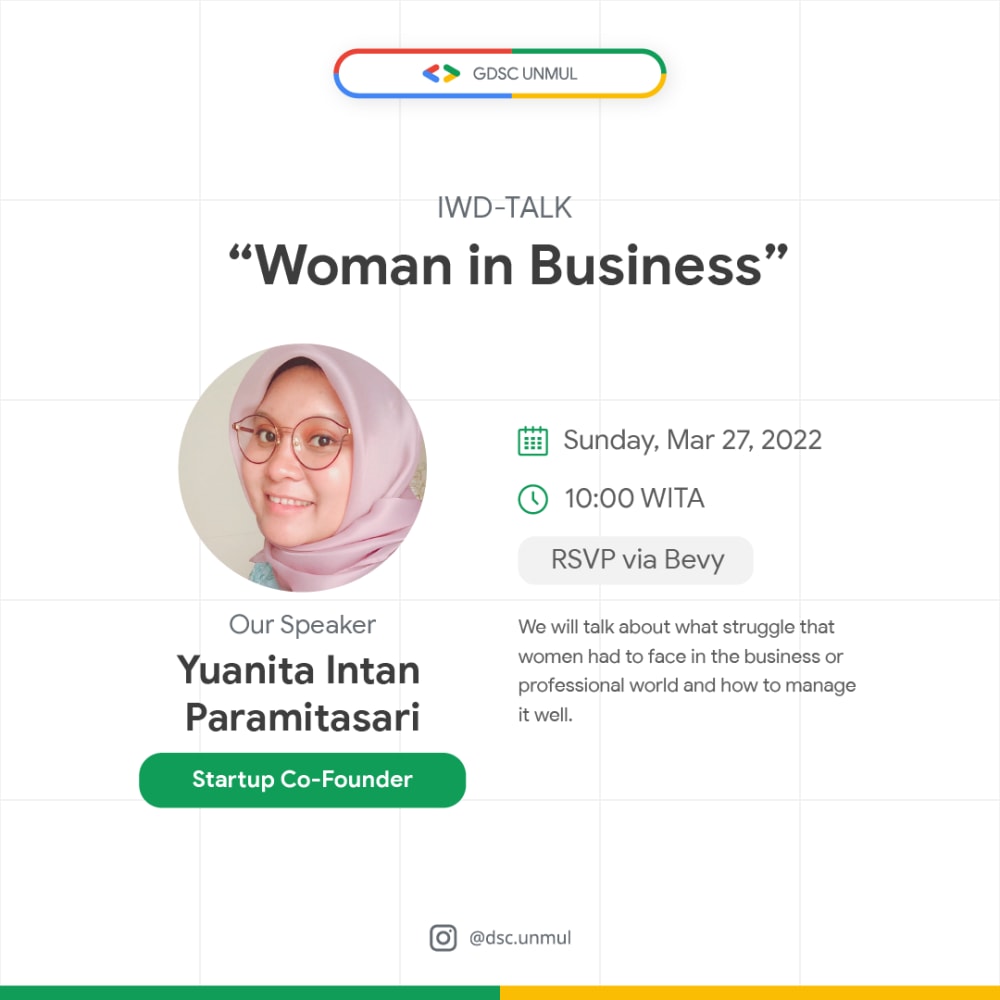 GDSC UNMUL
IWD-TALK
“Woman in Business”
Sunday, Mar 27, 2022
10:00 WITA
RSVP via Bevy
Our Speaker
Yuanita Intan
Paramitasari
Startup Co-Founder
We will talk about what struggle that
women had to face in the business or
professional world and how to manage
it well.
@dsc.unmul